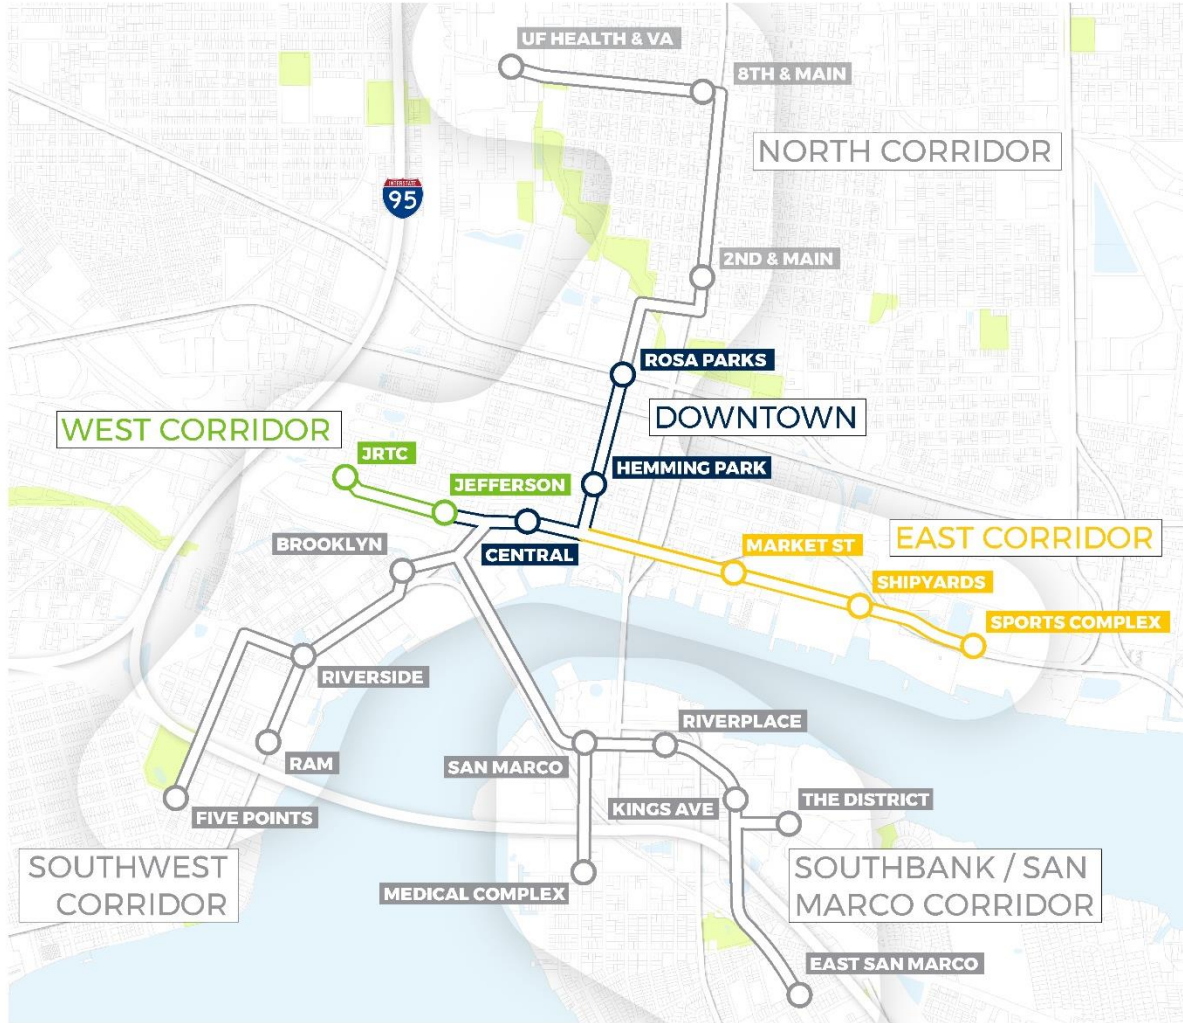 UF HEALTH & VA
8TH & MAIN
NORTH CORRIDOR
INTERSTATE
95
2ND & MAIN
ROSA PARKS
DOWNTOWN
WEST CORRIDOR
JRTC
HEMMING PARK
JEFFERSON
EAST CORRIDOR
BROOKLYN
CENTRAL
MARKET ST
SHIPYARDS
SPORTS COMPLEX
RIVERSIDE
RIVERPLACE
RAM
SAN MARCO
KINGS AVE
THE DISTRICT
FIVE POINTS
SOUTHWEST
CORRIDOR
MEDICAL COMPLEX
SOUTHBANK / SAN
MARCO CORRIDOR
EAST SAN MARCO